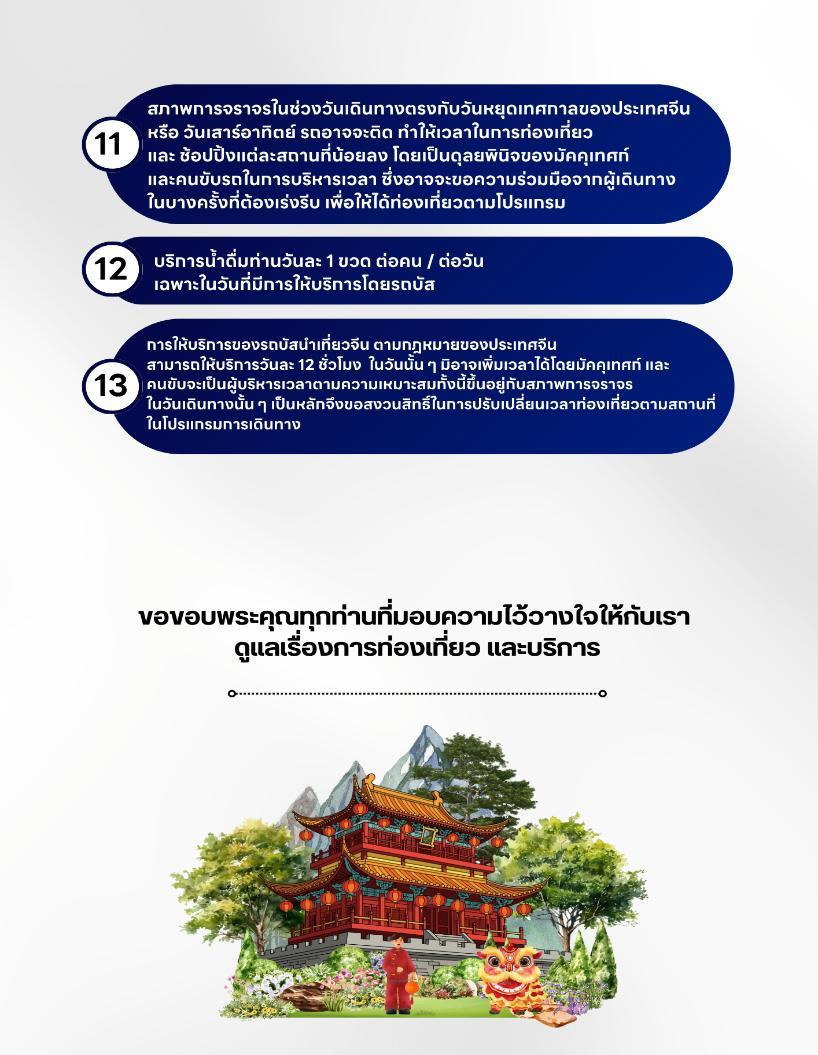 11
สภาพการจราจรในช่วงวันเดินทางตรงกับวันหยุดเทศกาลของประเทศจีน
หรือ วันเสาร์อาทิตย์ รถอาจจะติด ทำให้เวลาในการท่องเที่ยว
และ ช้อปปิ้งแต่ละสถานที่น้อยลง โดยเป็นดุลยพินิจของมัคคุเทศก์
และคนขับรถในการบริหารเวลา ซึ่งอาจจะขอความร่วมมือจากผู้เดินทาง
ในบางครั้งที่ต้องเร่งรีบ เพื่อให้ได้ท่องเที่ยวตามโปรแกรม
12
บริการน้ำดื่มท่านวันละ 1 ขวด ต่อคน / ต่อวัน
เฉพาะในวันที่มีการให้บริการโดยรถบัส
13
การให้บริการของรถบัสนำเที่ยวจีน ตามกฎหมายของประเทศจีน
สามารถให้บริการวันละ 12 ชั่วโมง ในวันนั้น ๆ มิอาจเพิ่มเวลาได้โดยมัคคุเทศก์ และ
คนขับจะเป็นผู้บริหารเวลาตามความเหมาะสมทั้งนี้ขึ้นอยู่กับสภาพการจราจร
ในวันเดินทางนั้น ๆ เป็นหลักจึงขอสงวนสิทธิ์ในการปรับเปลี่ยนเวลาท่องเที่ยวตามสถานที่
ในโปรแกรมการเดินทาง
ขอขอบพระคุณทุกท่านที่มอบความไว้วางใจให้กับเรา
ดูแลเรื่องการท่องเที่ยว และบริการ